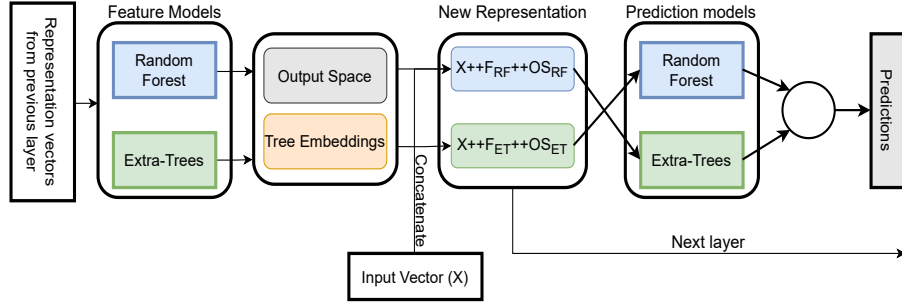 Representation vectors
from previous
layer
Feature Models
Random
Forest
Extra-Trees
Output Space
Tree Embeddings
Concatenate
Input Vector (X)
New Representation
X++F_RF++OS_RF
X++F_ET++OS_ET
Prediction models
Random
Forest
Extra-Trees
Predictions
Next layer